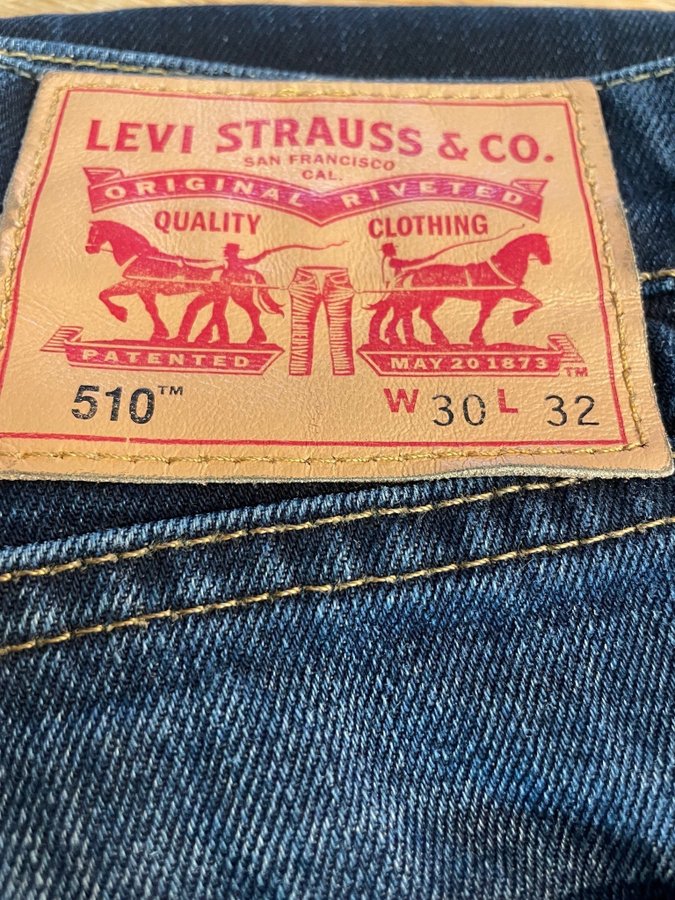 LEVI STRAUSS & CO.
SAN FRANCISCO
CAL.
ORIGINAL RIVETED
QUALITY CLOTHING
PATENTED MAY 20 1873 ™
510™ W 30 L 32